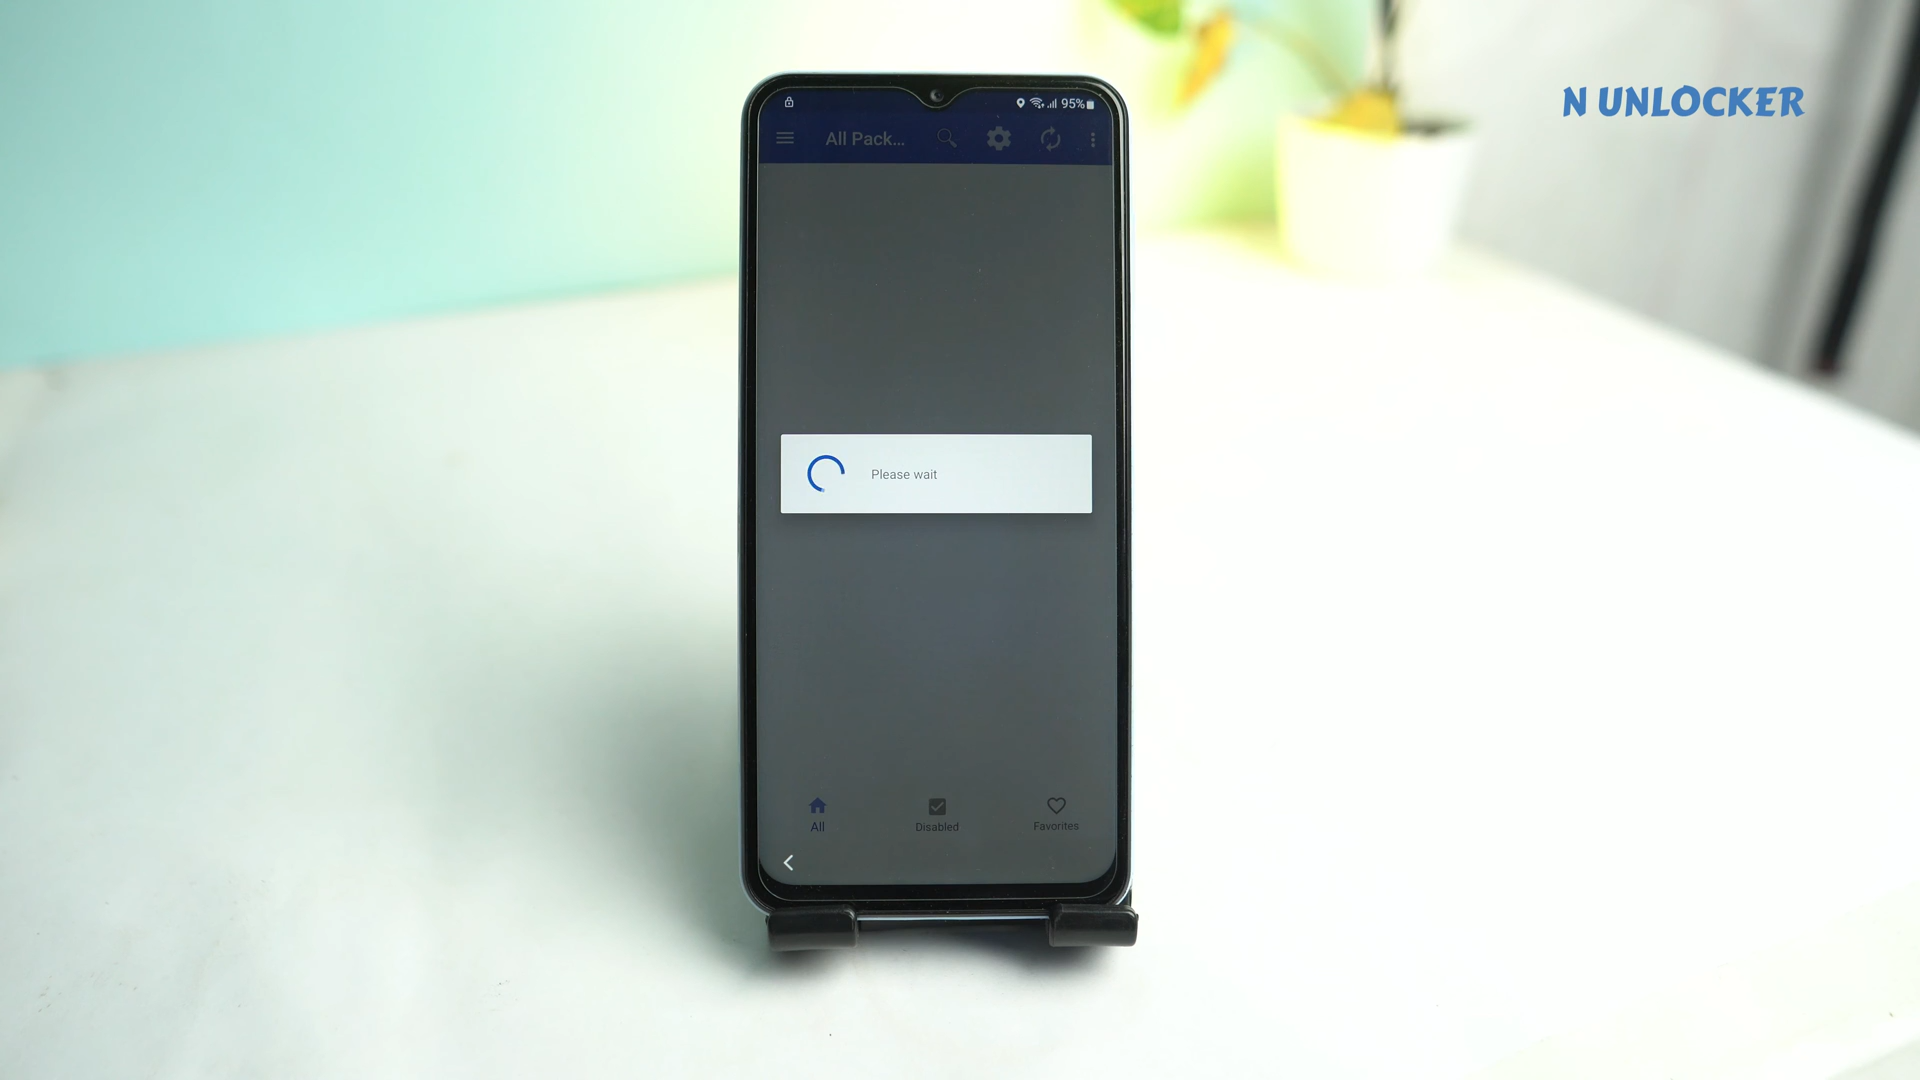 N UNLOCKER
95%
All Pack...
Please wait
All
Disabled
Favorites